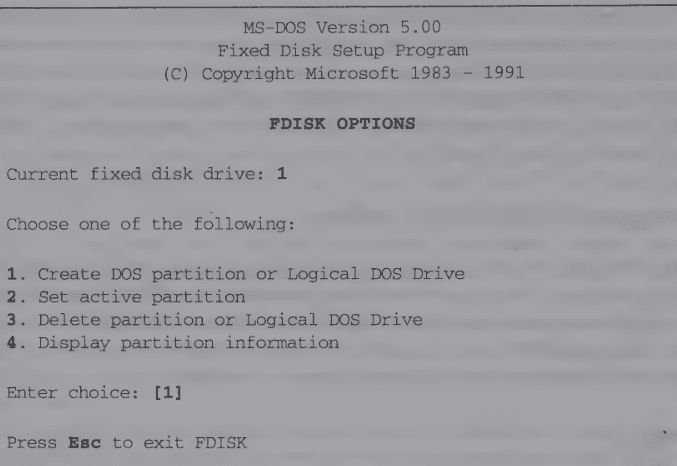 MS-DOS Version 5.00
Fixed Disk Setup Program
(C) Copyright Microsoft 1983 - 1991
FDISK OPTIONS
Current fixed disk drive: 1
Choose one of the following:
1. Create DOS partition or Logical DOS Drive
2. Set active partition
3. Delete partition or Logical DOS Drive
4. Display partition information
Enter choice: [1]
Press Esc to exit FDISK